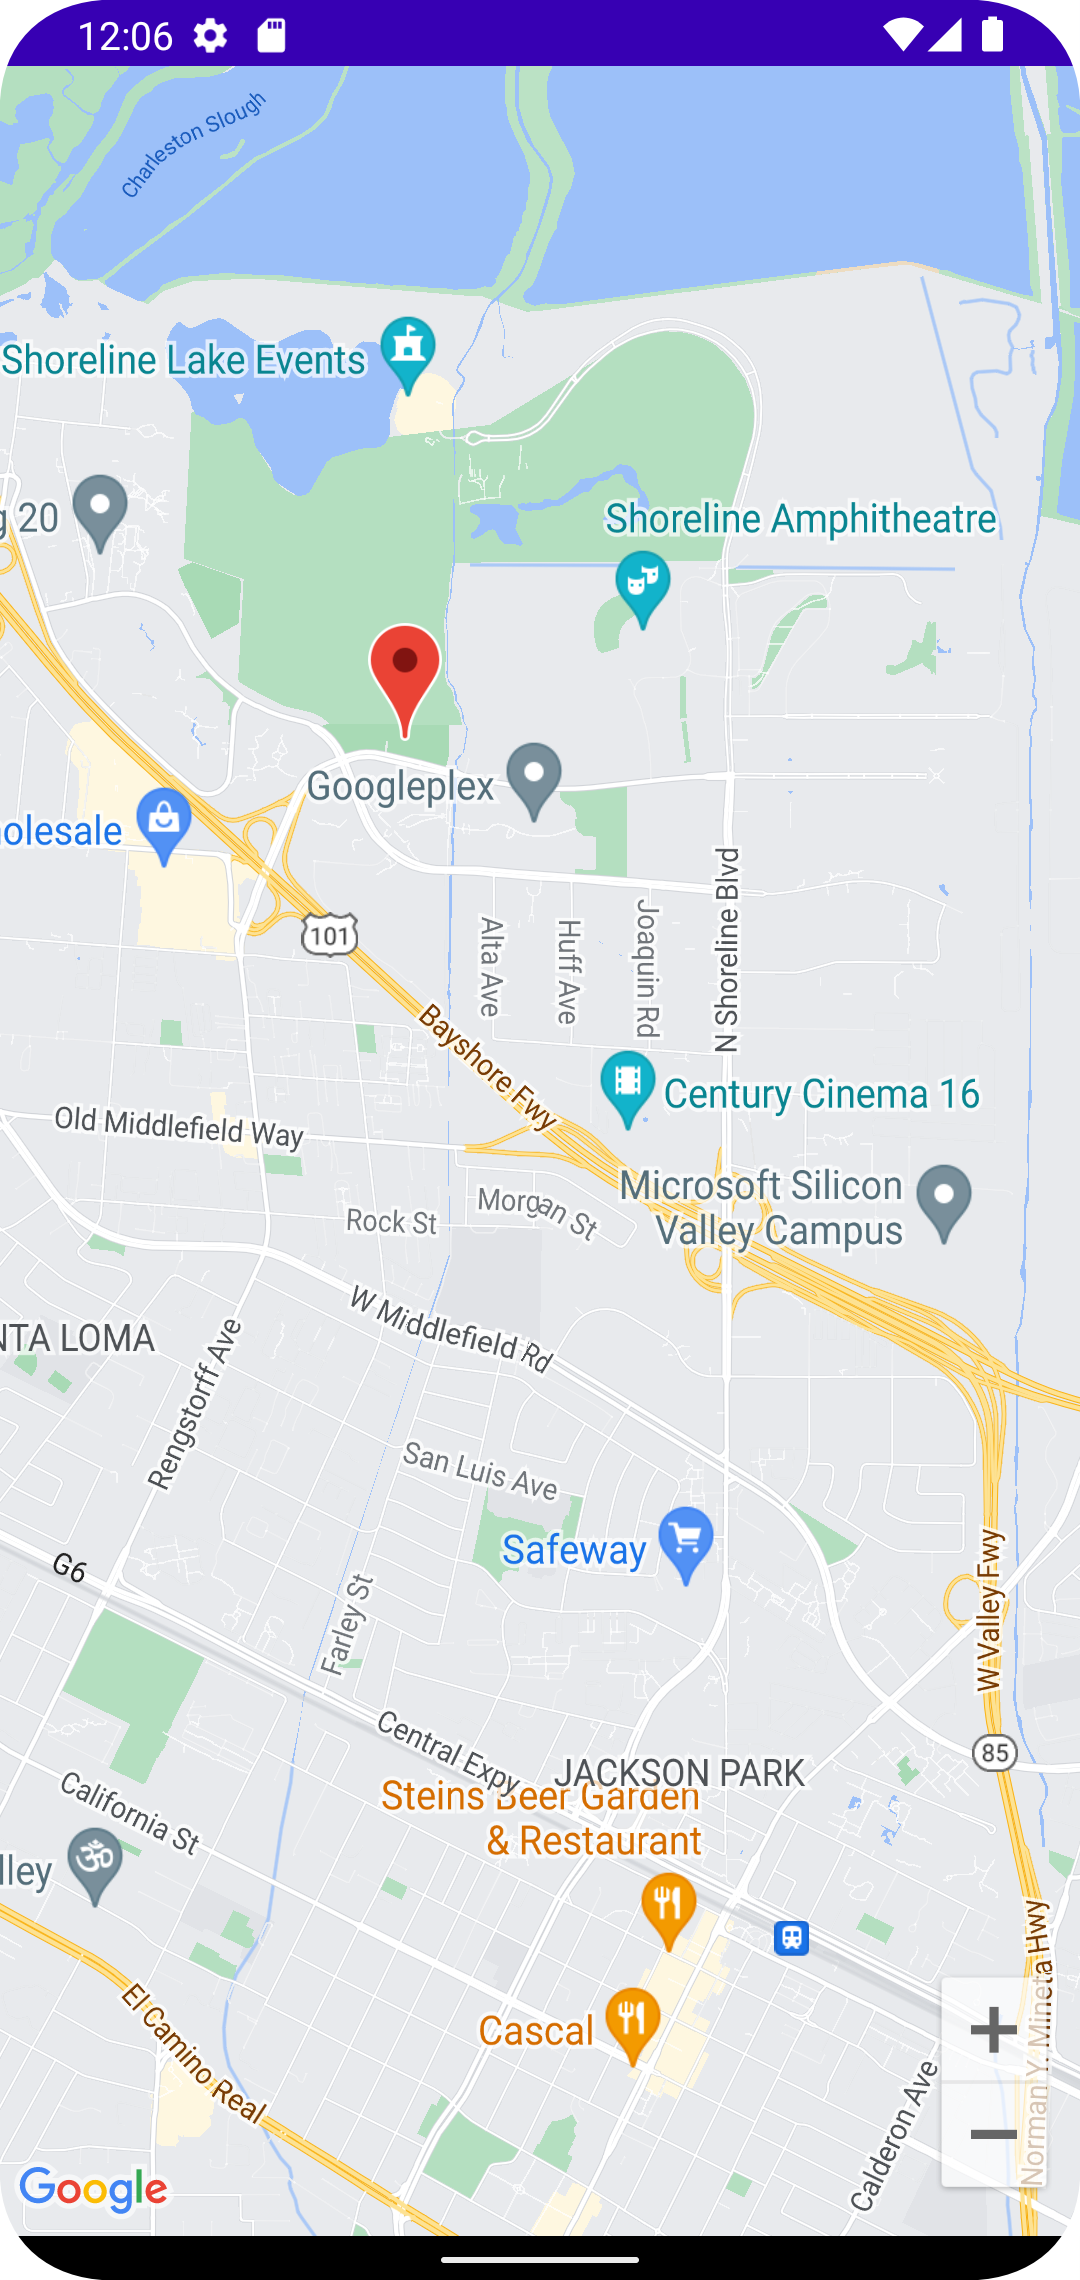 12:06
Charleston Slough
Shoreline Lake Events
g 20
Shoreline Amphitheatre
Googleplex
olesale
101
Alta Ave
Huff Ave
Joaquin Rd
N Shoreline Blvd
Bayshore Fwy
Century Cinema 16
Old Middlefield Way
Microsoft Silicon
Valley Campus
Morgan St
Rock St
W Middlefield Rd
NTA LOMA
Rengstorff Ave
San Luis Ave
Safeway
G6
W Valley Fwy
Farley St
Central Expy
85
JACKSON PARK
Steins Beer Garden
& Restaurant
California St
lley
ॐ
El Camino Real
Cascal
Norman Y. Mineta Hwy
+
−
Calderon Ave
Google